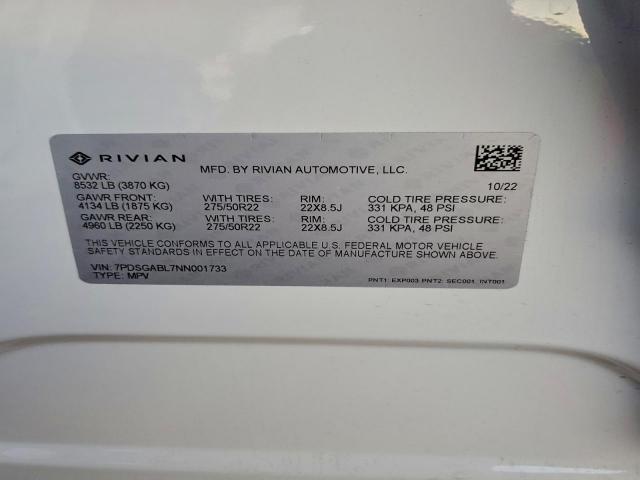 RIVIAN
MFD. BY RIVIAN AUTOMOTIVE, LLC.
GVWR:
8532 LB (3870 KG) 10/22
GAWR FRONT: WITH TIRES: RIM: COLD TIRE PRESSURE:
4134 LB (1875 KG) 275/50R22 22X8.5J 331 KPA, 48 PSI
GAWR REAR: WITH TIRES: RIM: COLD TIRE PRESSURE:
4960 LB (2250 KG) 275/50R22 22X8.5J 331 KPA, 48 PSI
THIS VEHICLE CONFORMS TO ALL APPLICABLE U.S. FEDERAL MOTOR VEHICLE
SAFETY STANDARDS IN EFFECT ON THE DATE OF MANUFACTURE SHOWN ABOVE.
VIN: 7PDSGABL7NN001733
TYPE: MPV
PNT1: EXP003 PNT2: SEC001 INT001